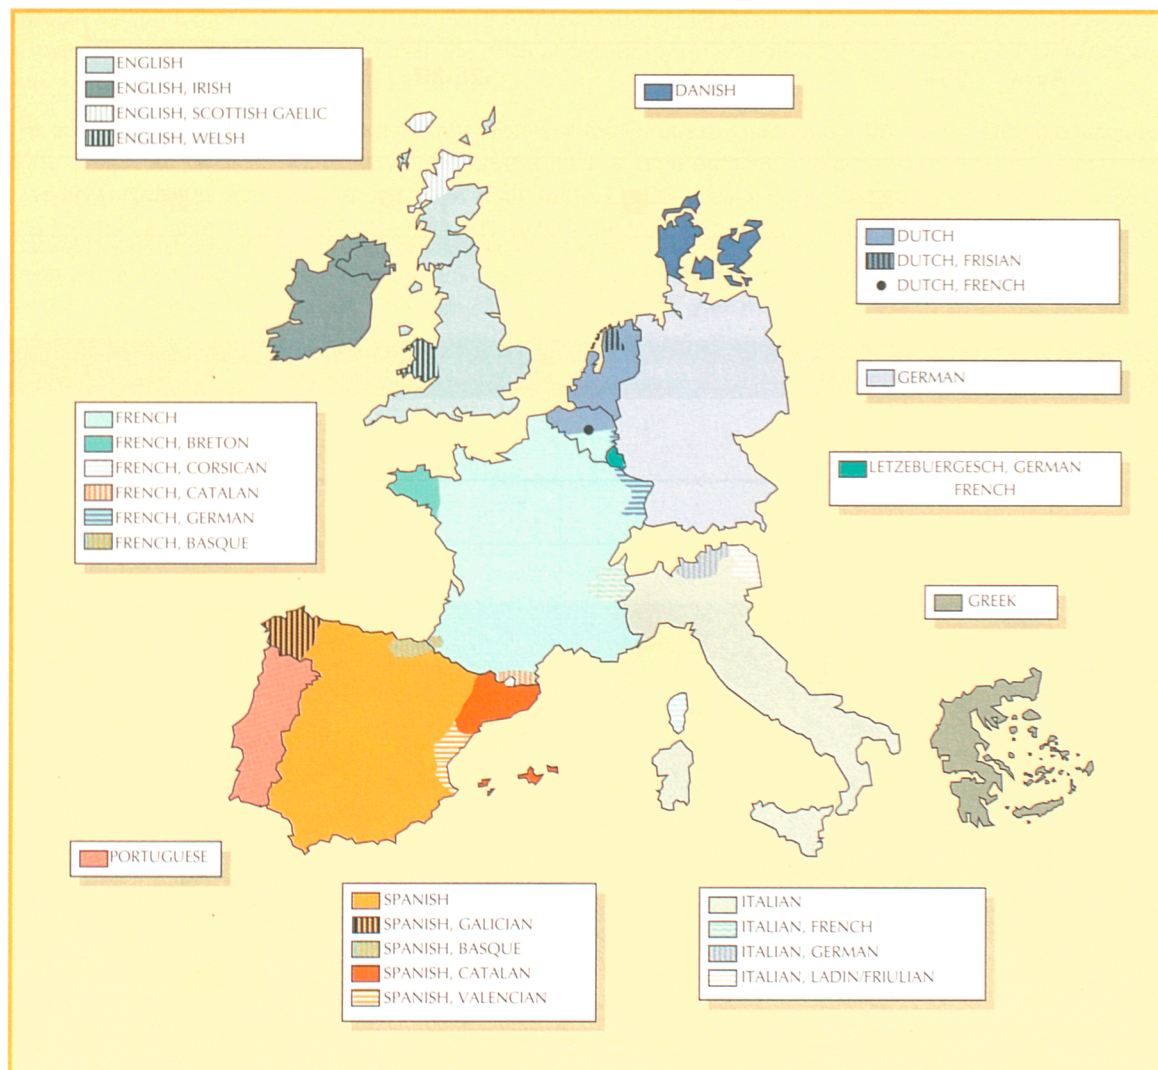 ENGLISH
ENGLISH, IRISH
ENGLISH, SCOTTISH GAELIC
ENGLISH, WELSH
DANISH
DUTCH
DUTCH, FRISIAN
DUTCH, FRENCH
GERMAN
FRENCH
FRENCH, BRETON
FRENCH, CORSICAN
FRENCH, CATALAN
FRENCH, GERMAN
FRENCH, BASQUE
LETZEBUERGESCH, GERMAN
FRENCH
GREEK
PORTUGUESE
SPANISH
SPANISH, GALICIAN
SPANISH, BASQUE
SPANISH, CATALAN
SPANISH, VALENCIAN
ITALIAN
ITALIAN, FRENCH
ITALIAN, GERMAN
ITALIAN, LADIN/FRIULIAN